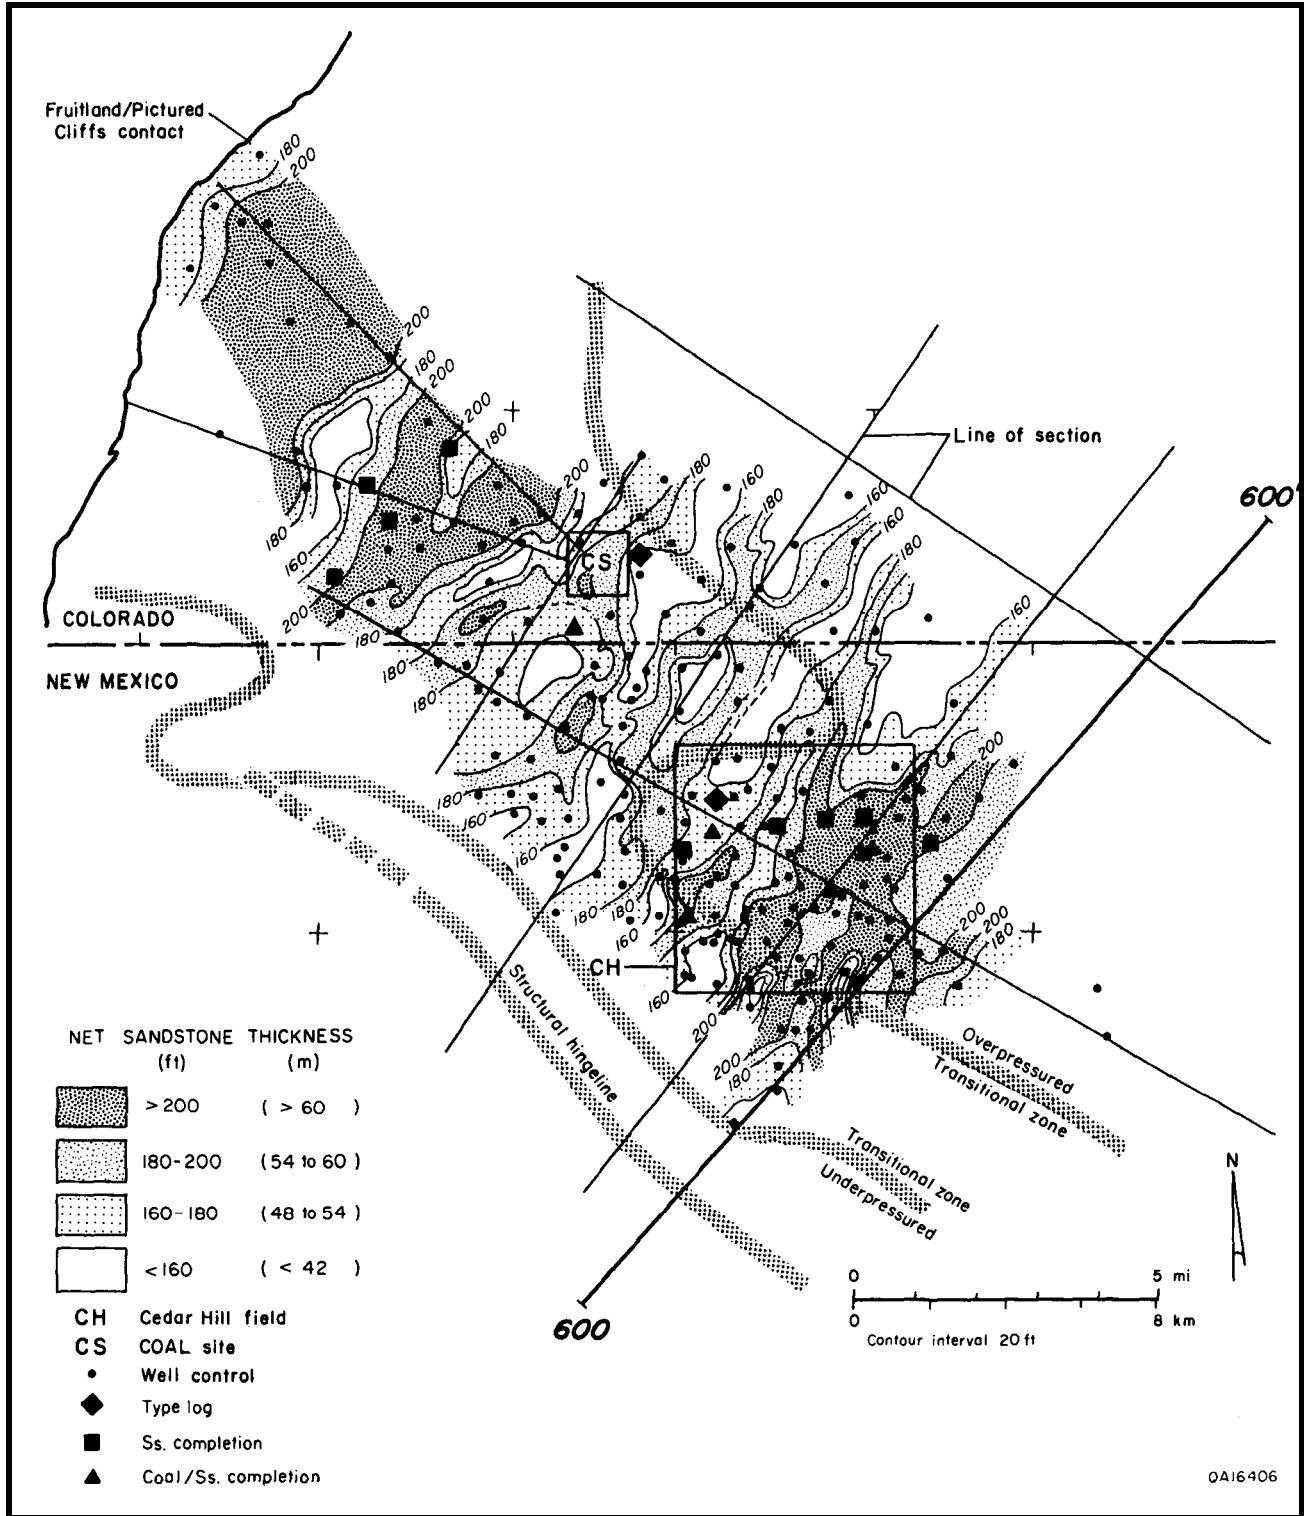 Fruitland/Pictured
Cliffs contact
180
200
200
180
200
200
180
200
180
160
180
160
160
180
180
160
Line of section
600'
CS
180
160
200
COLORADO
NEW MEXICO
180
180
180
160
200
180
160
160
180
180
160
200
200
180
CH
160
200
200
180
Structural hingeline
Overpressured
Transitional zone
Transitional zone
Underpressured
N
600
NET SANDSTONE THICKNESS
(ft) (m)
>200 ( > 60 )
180-200 (54 to 60)
160-180 (48 to 54)
<160 ( < 42 )
CH Cedar Hill field
CS COAL site
Well control
Type log
Ss. completion
Coal/Ss. completion
0 5 mi
0 8 km
Contour interval 20 ft
QA16406